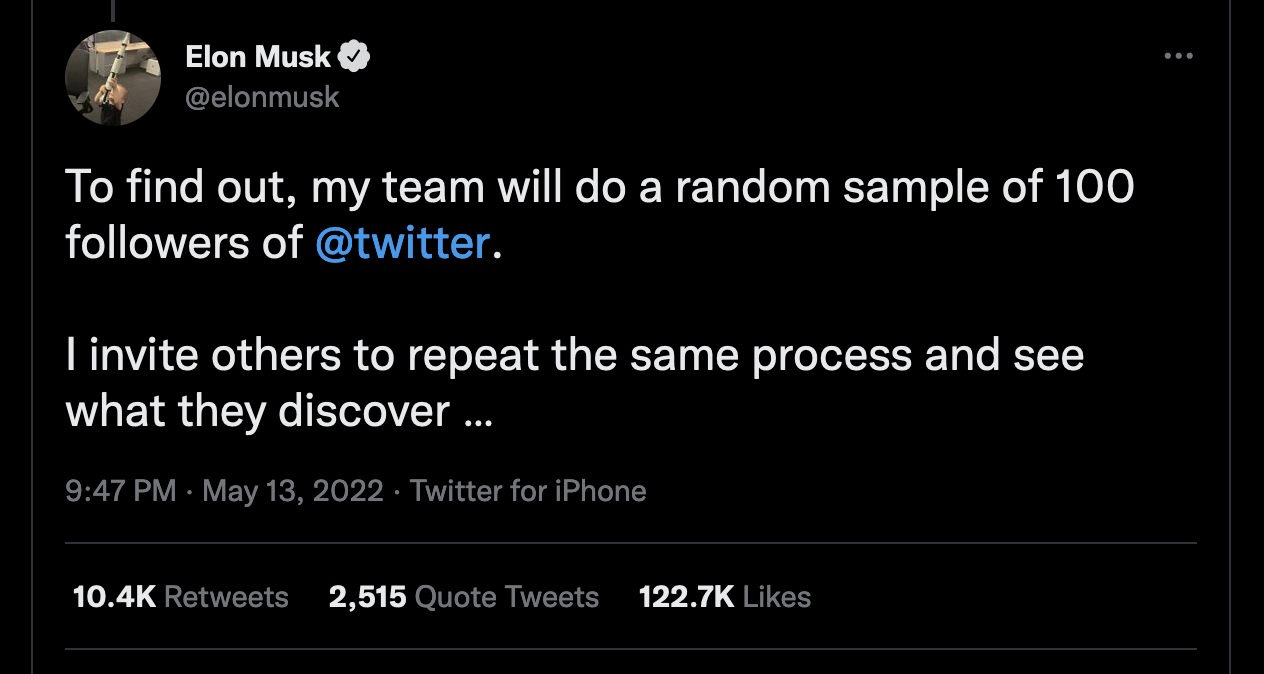 Elon Musk
@elonmusk
To find out, my team will do a random sample of 100
followers of @twitter.
I invite others to repeat the same process and see
what they discover ...
9:47 PM · May 13, 2022 · Twitter for iPhone
10.4K Retweets 2,515 Quote Tweets 122.7K Likes